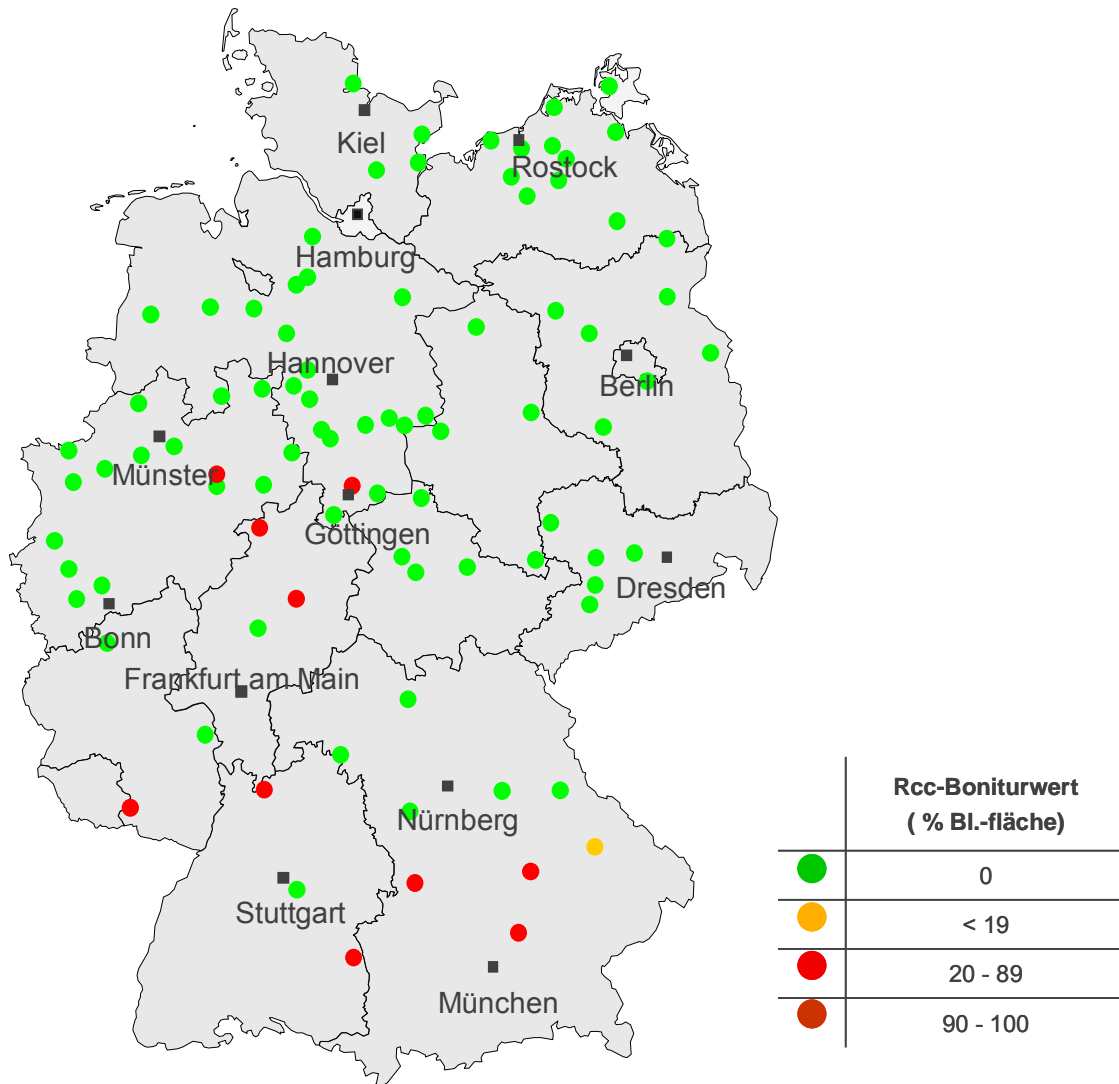 Kiel
Rostock
Hamburg
Hannover
Berlin
Münster
Göttingen
Dresden
Bonn
Frankfurt am Main
Nürnberg
Stuttgart
München
Rcc-Boniturwert
( % Bl.-fläche)
0
< 19
20 - 89
90 - 100